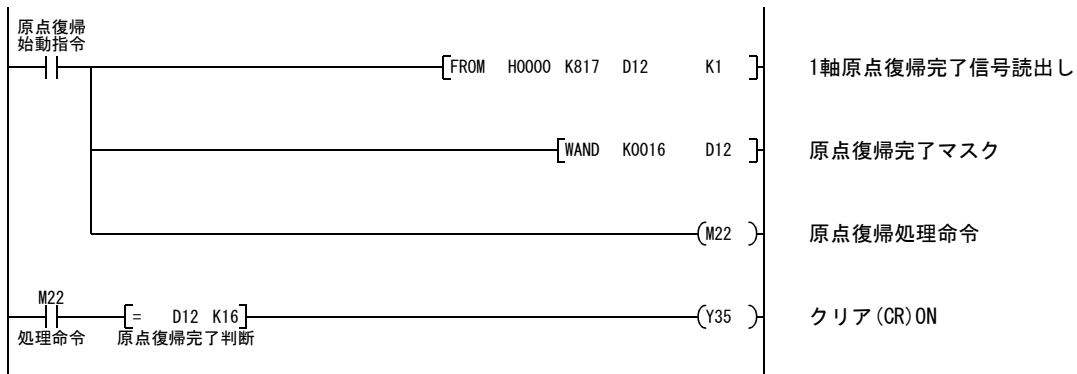 原点復帰
始動指令
FROM H0000 K817 D12 K1 1軸原点復帰完了信号読出し
WAND K0016 D12 原点復帰完了マスク
M22 原点復帰処理命令
M22
= D12 K16 Y35 クリア(CR)ON
処理命令 原点復帰完了判断